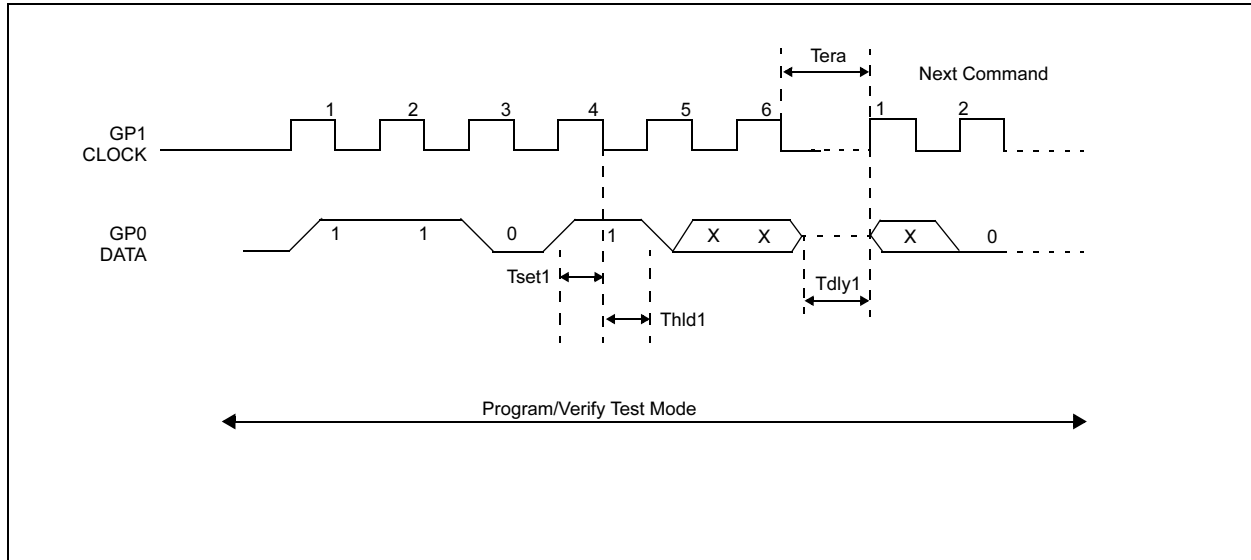 Tera
Next Command
1 2 3 4 5 6 1 2
GP1
CLOCK
GP0
DATA
1 1 0 1 X X X 0
Tset1
Tdly1
Thld1
Program/Verify Test Mode